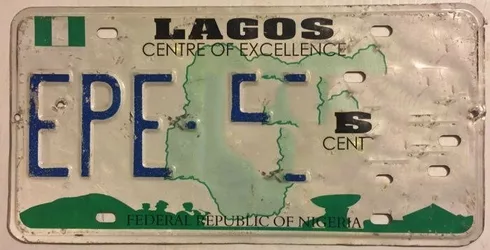 LAGOS
CENTRE OF EXCELLENCE
EPE-
CENT
FEDERAL REPUBLIC OF NIGERIA